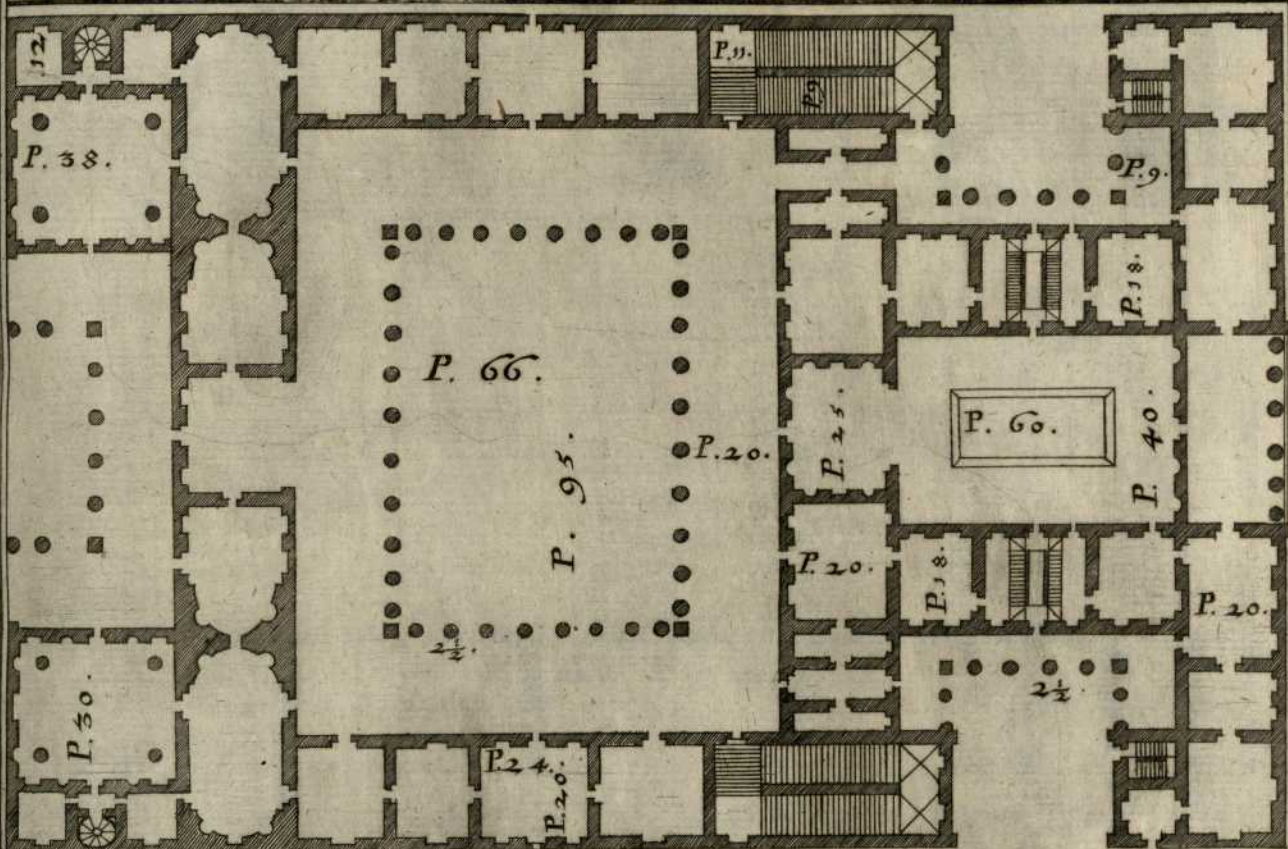 12
P. 11.
P. 9
P. 38.
P. 9.
P. 18.
P. 66.
P. 25.
P. 60.
P. 40.
P. 20.
P. 95.
P. 20.
P. 18.
P. 20.
2½.
2½.
P. 30.
P. 24.
P. 20.